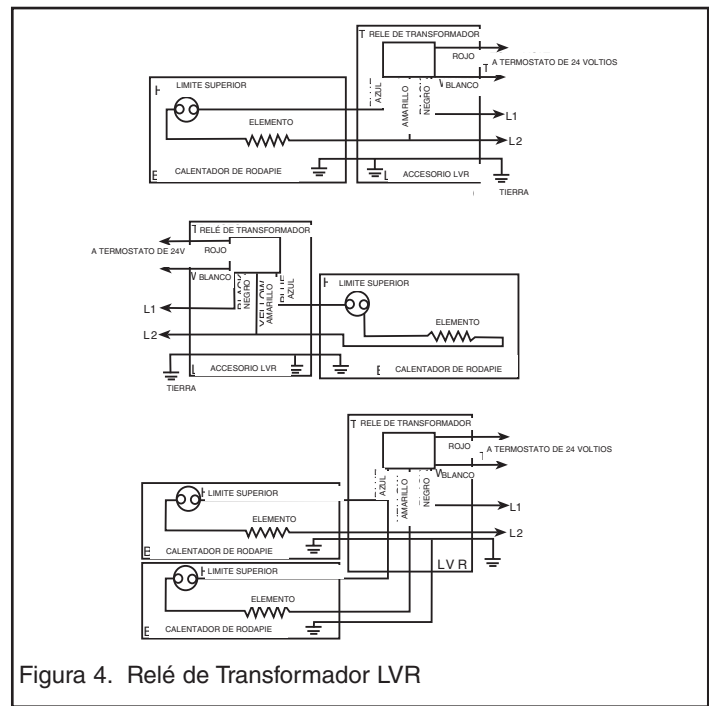 RELE DE TRANSFORMADOR
ROJO
A TERMOSTATO DE 24 VOLTIOS
BLANCO
LIMITE SUPERIOR
AZUL
AMARILLO
NEGRO
L1
ELEMENTO
L2
CALENTADOR DE RODAPIE
ACCESORIO LVR
TIERRA
RELÉ DE TRANSFORMADOR
ROJO
A TERMOSTATO DE 24V
BLANCO
NEGRO
YELLOW
AMARILLO
AZUL
LIMITE SUPERIOR
L1
ELEMENTO
L2
ACCESORIO LVR
CALENTADOR DE RODAPIE
TIERRA
RELE DE TRANSFORMADOR
ROJO
A TERMOSTATO DE 24 VOLTIOS
BLANCO
AZUL
AMARILLO
NEGRO
LIMITE SUPERIOR
L1
ELEMENTO
L2
CALENTADOR DE RODAPIE
LVR
LIMITE SUPERIOR
ELEMENTO
CALENTADOR DE RODAPIE
Figura 4. Relé de Transformador LVR